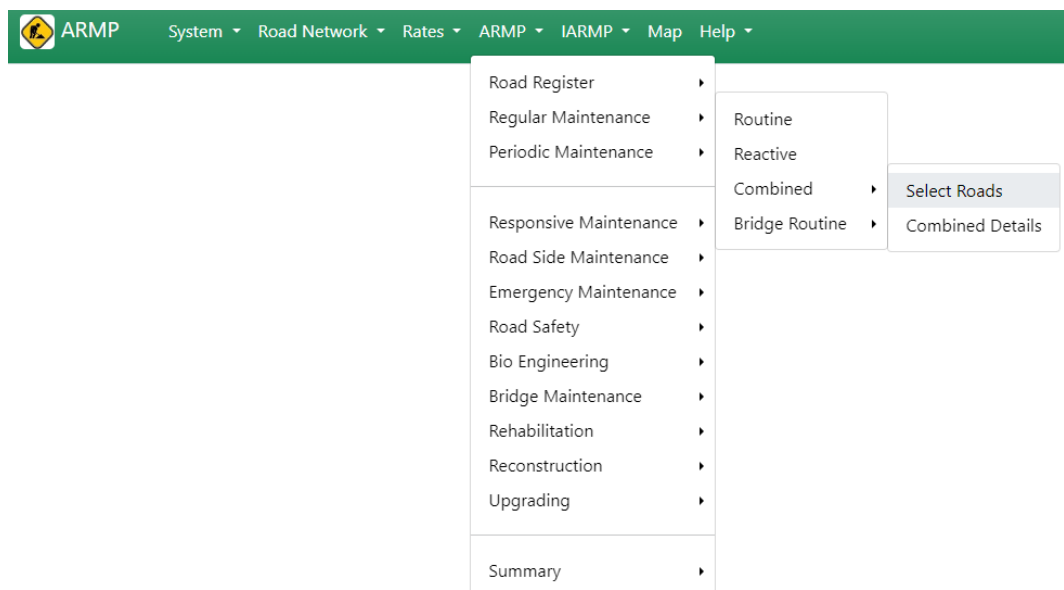 ARMP System Road Network Rates ARMP IARMP Map Help
Road Register
Regular Maintenance
Periodic Maintenance
Responsive Maintenance
Road Side Maintenance
Emergency Maintenance
Road Safety
Bio Engineering
Bridge Maintenance
Rehabilitation
Reconstruction
Upgrading
Summary
Routine
Reactive
Combined
Bridge Routine
Select Roads
Combined Details